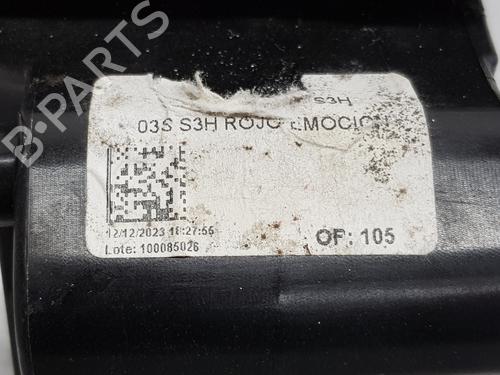 B-PARTS
S3H
03S S3H ROJO EMOCION
12/12/2023 18:27:55
Lote: 100085026
OF: 105